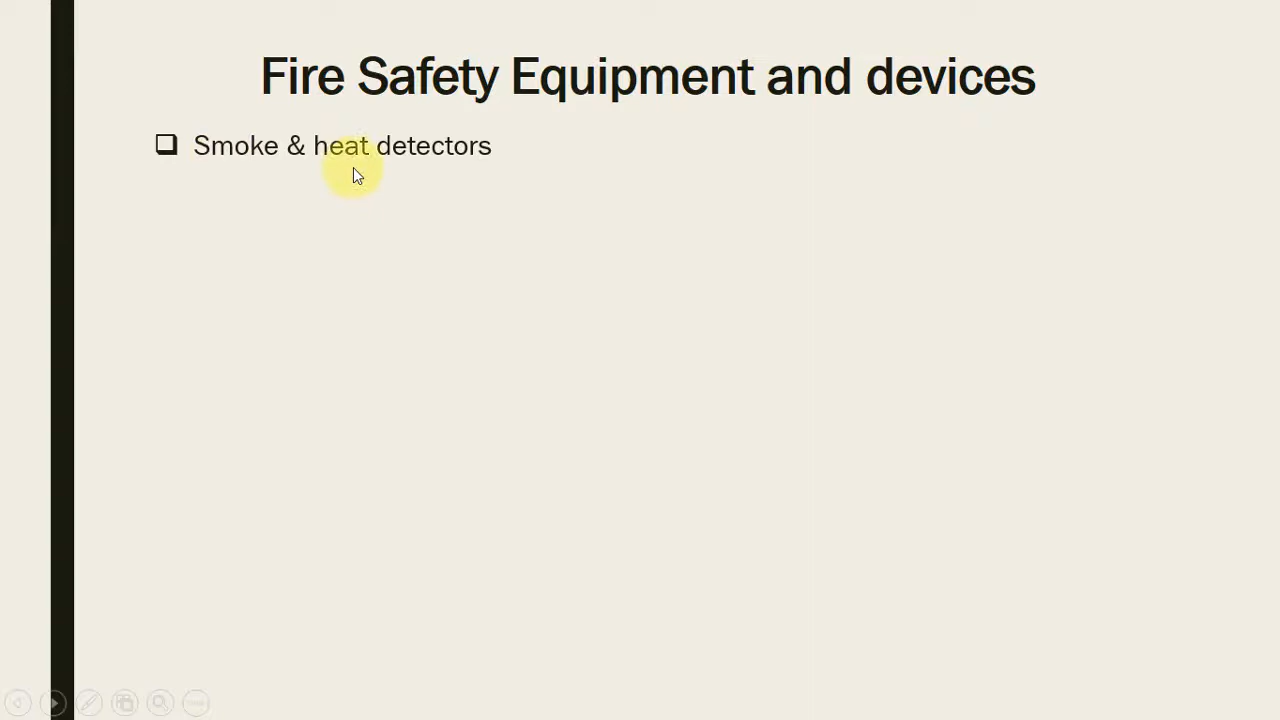 Fire Safety Equipment and devices
Smoke & heat detectors